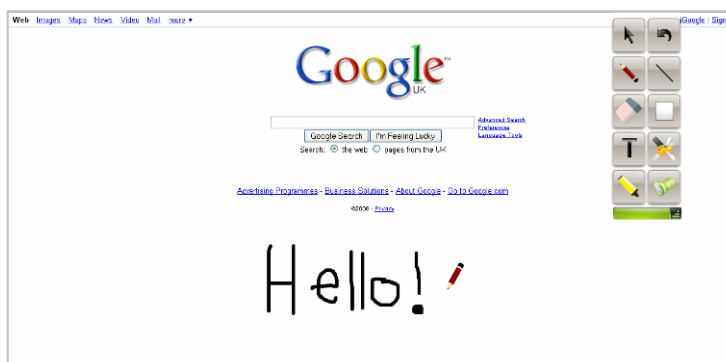 Web Images Maps News Video Mail more ▼ iGoogle | Sign
Google™
UK
Advanced Search
Google Search I'm Feeling Lucky Preferences
Language Tools
Search: the web pages from the UK
T
Advertising Programmes - Business Solutions - About Google - Go to Google.com
©2008 - Privacy
Hello!